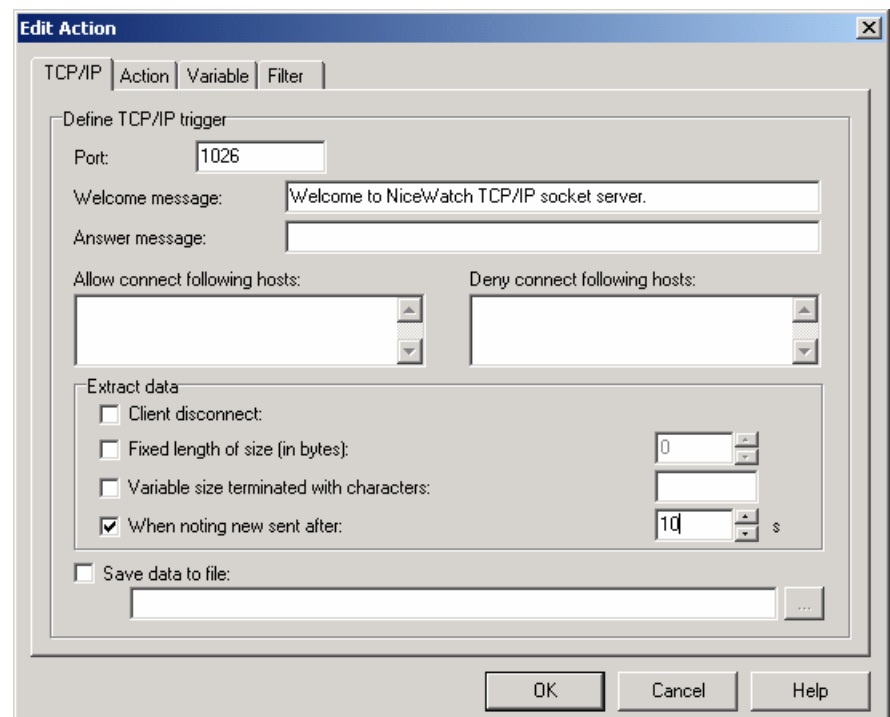 Edit Action
TCP/IP Action Variable Filter
Define TCP/IP trigger
Port: 1026
Welcome message: Welcome to NiceWatch TCP/IP socket server.
Answer message:
Allow connect following hosts: Deny connect following hosts:
Extract data
Client disconnect:
Fixed length of size (in bytes): 0
Variable size terminated with characters:
When noting new sent after: 10 s
Save data to file:
...
OK Cancel Help